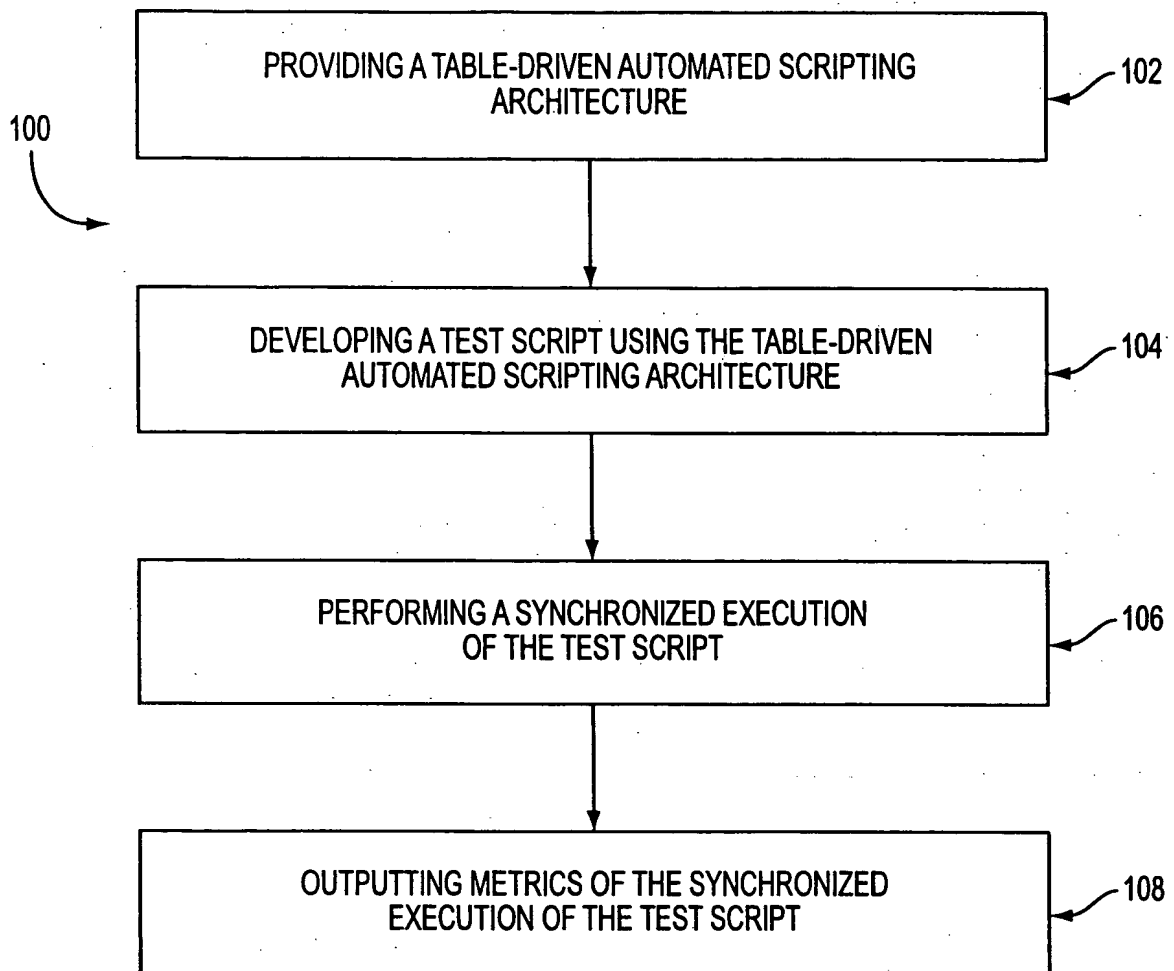 PROVIDING A TABLE-DRIVEN AUTOMATED SCRIPTING
ARCHITECTURE
102
100
DEVELOPING A TEST SCRIPT USING THE TABLE-DRIVEN
AUTOMATED SCRIPTING ARCHITECTURE
104
PERFORMING A SYNCHRONIZED EXECUTION
OF THE TEST SCRIPT
106
OUTPUTTING METRICS OF THE SYNCHRONIZED
EXECUTION OF THE TEST SCRIPT
108